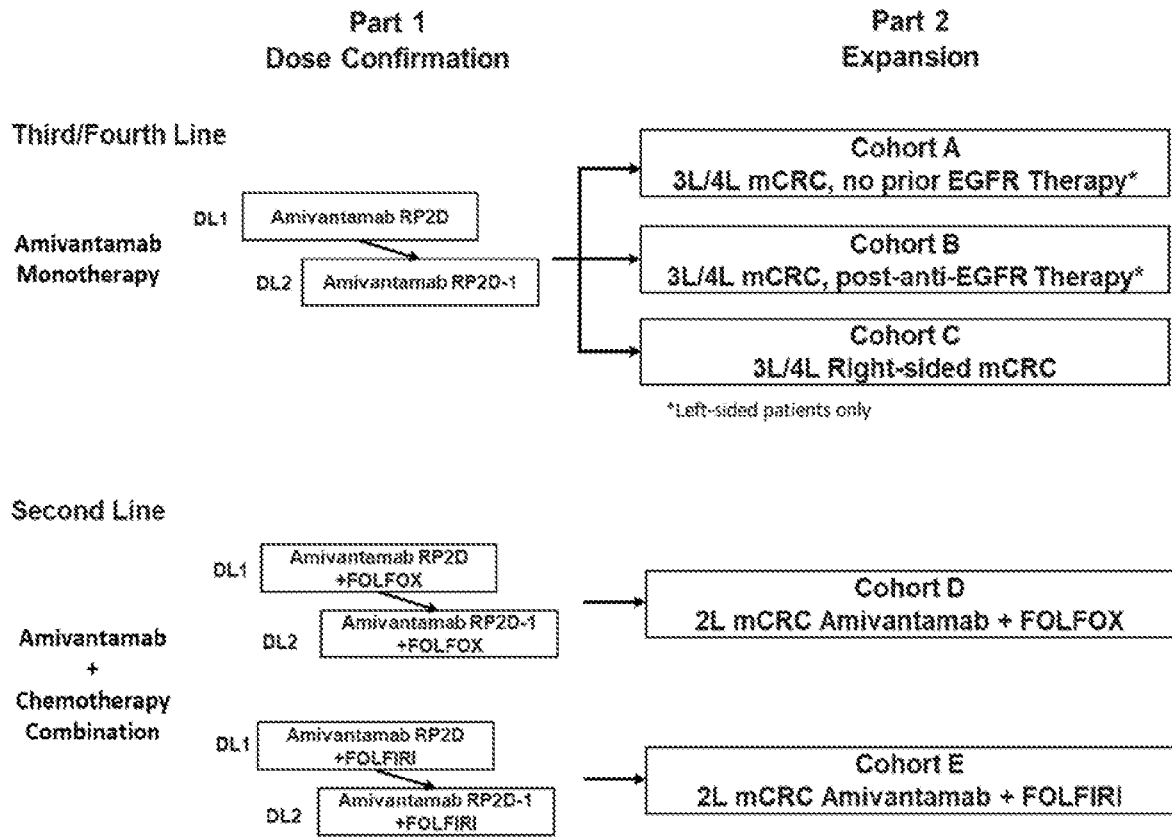 Part 1
Dose Confirmation
Part 2
Expansion
Third/Fourth Line
Amivantamab
Monotherapy
DL1
Amivantamab RP2D
DL2
Amivantamab RP2D-1
Cohort A
3L/4L mCRC, no prior EGFR Therapy*
Cohort B
3L/4L mCRC, post-anti-EGFR Therapy*
Cohort C
3L/4L Right-sided mCRC
*Left-sided patients only
Second Line
Amivantamab
+
Chemotherapy
Combination
DL1
Amivantamab RP2D
+FOLFOX
DL2
Amivantamab RP2D-1
+FOLFOX
Cohort D
2L mCRC Amivantamab + FOLFOX
DL1
Amivantamab RP2D
+FOLFIRI
DL2
Amivantamab RP2D-1
+FOLFIRI
Cohort E
2L mCRC Amivantamab + FOLFIRI